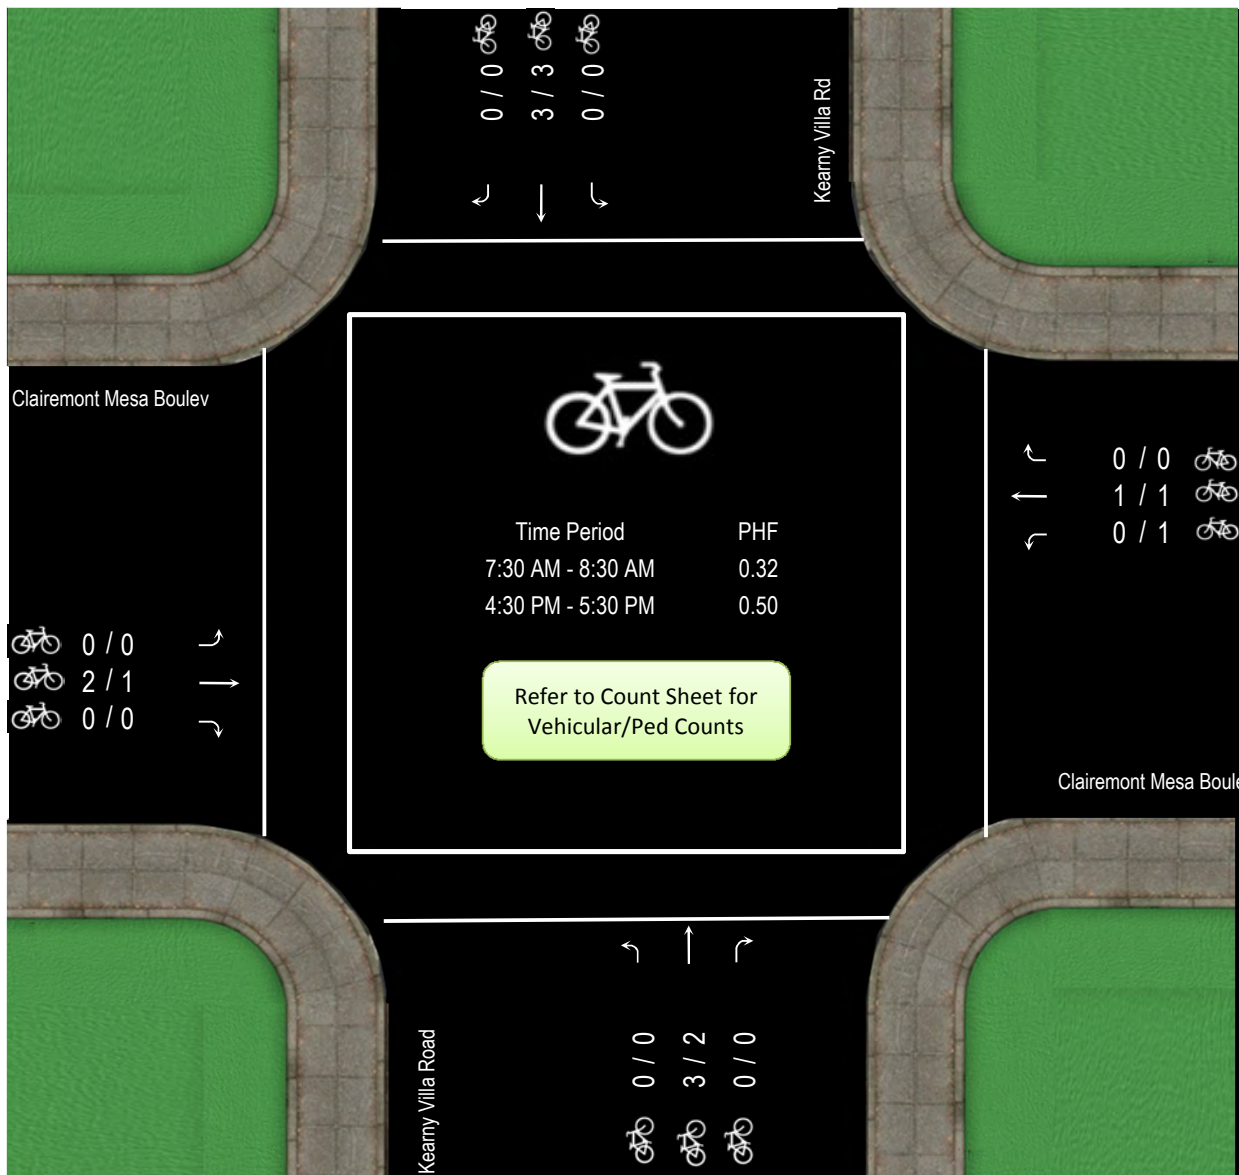 0 / 0
3 / 3
0 / 0
Kearny Villa Rd
Clairemont Mesa Boulev
0 / 0
1 / 1
0 / 1
Time Period PHF
7:30 AM - 8:30 AM 0.32
4:30 PM - 5:30 PM 0.50
0 / 0
2 / 1
0 / 0
Refer to Count Sheet for
Vehicular/Ped Counts
Clairemont Mesa Boule
Kearny Villa Road
0 / 0
3 / 2
0 / 0